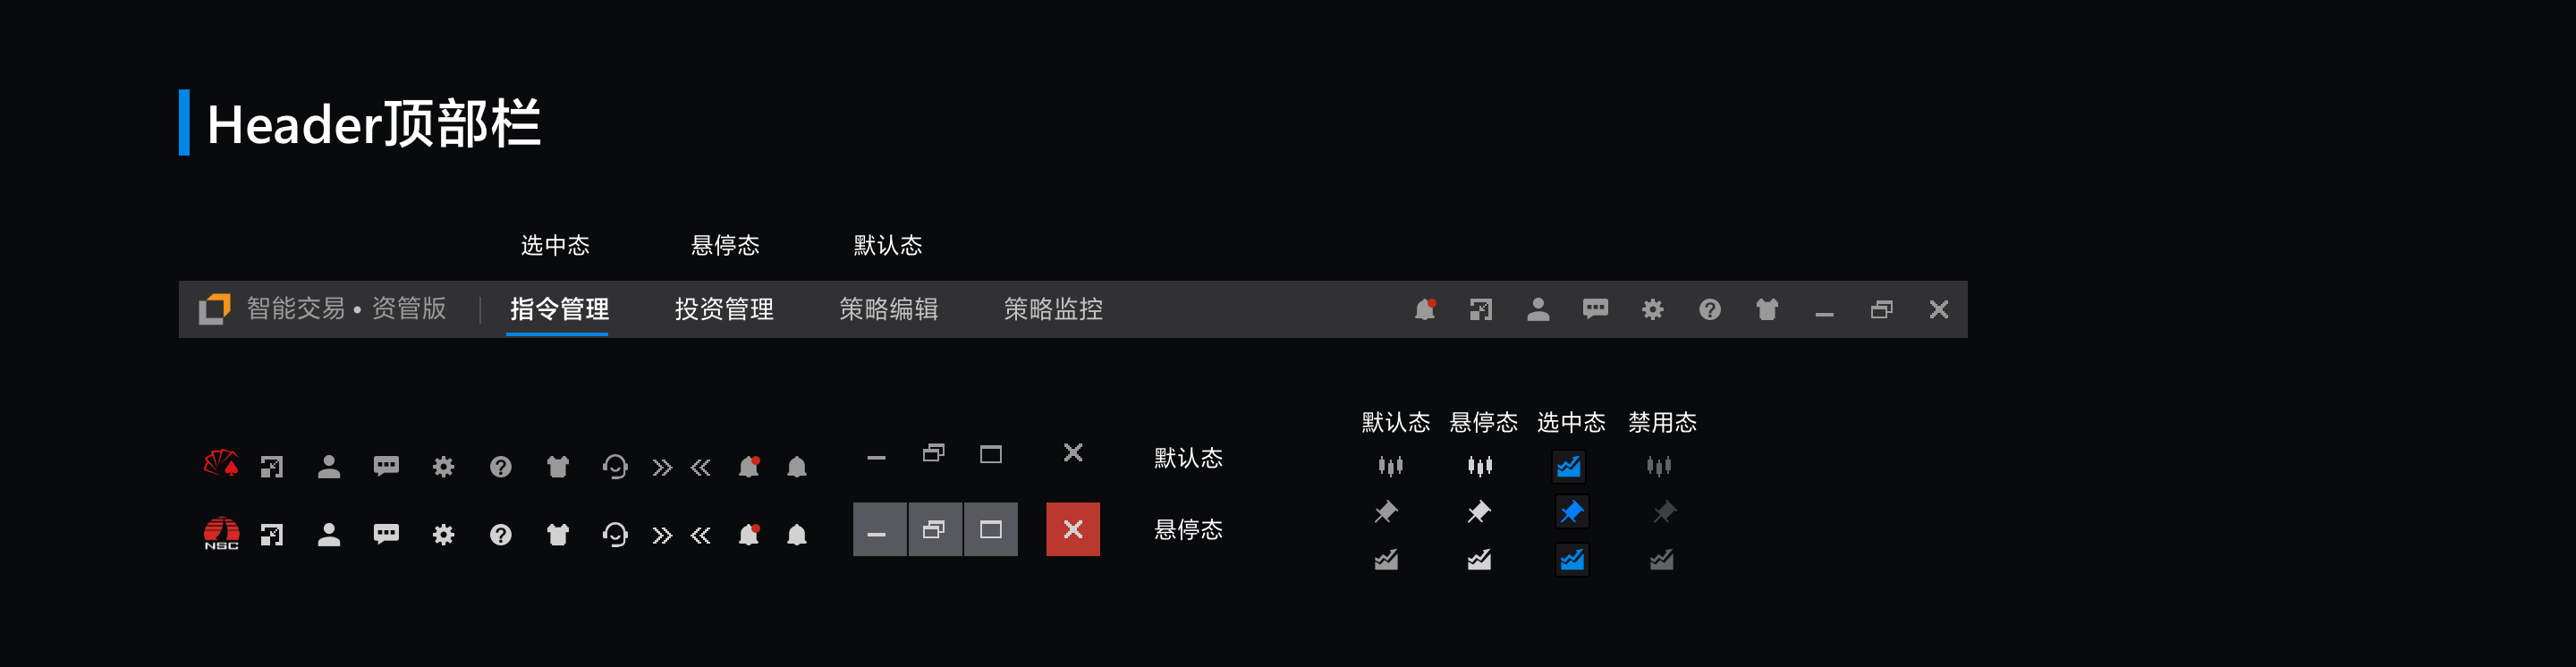 Header顶部栏
选中态 悬停态 默认态
智能交易 • 资管版 指令管理 投资管理 策略编辑 策略监控
默认态 悬停态 选中态 禁用态
默认态
NSC
悬停态